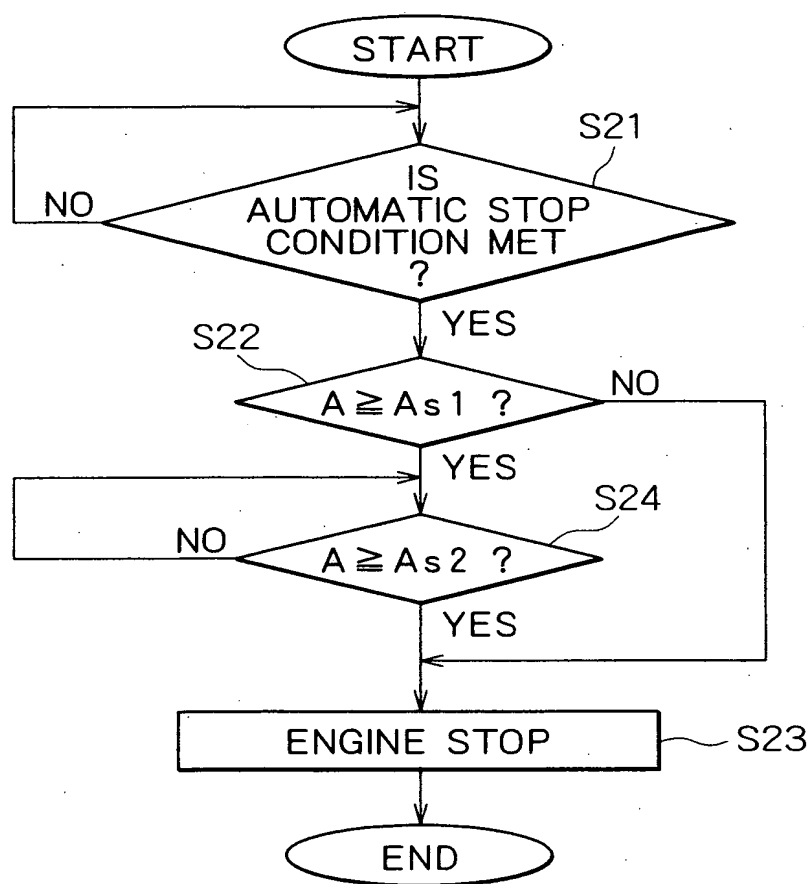 START
S21
NO
IS
AUTOMATIC STOP
CONDITION MET
?
YES
S22
NO
A ≧ As1 ?
YES
S24
NO
A ≧ As2 ?
YES
ENGINE STOP
S23
END